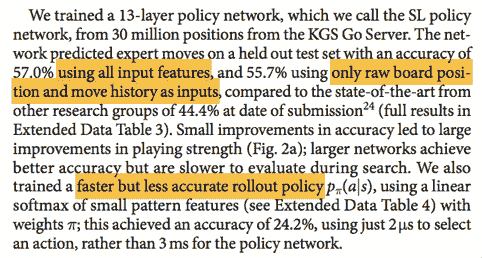 We trained a 13-layer policy network, which we call the SL policy
network, from 30 million positions from the KGS Go Server. The net-
work predicted expert moves on a held out test set with an accuracy of
57.0% using all input features, and 55.7% using only raw board posi-
tion and move history as inputs, compared to the state-of-the-art from
other research groups of 44.4% at date of submission²⁴ (full results in
Extended Data Table 3). Small improvements in accuracy led to large
improvements in playing strength (Fig. 2a); larger networks achieve
better accuracy but are slower to evaluate during search. We also
trained a faster but less accurate rollout policy pπ(a|s), using a linear
softmax of small pattern features (see Extended Data Table 4) with
weights π; this achieved an accuracy of 24.2%, using just 2 μs to select
an action, rather than 3 ms for the policy network.